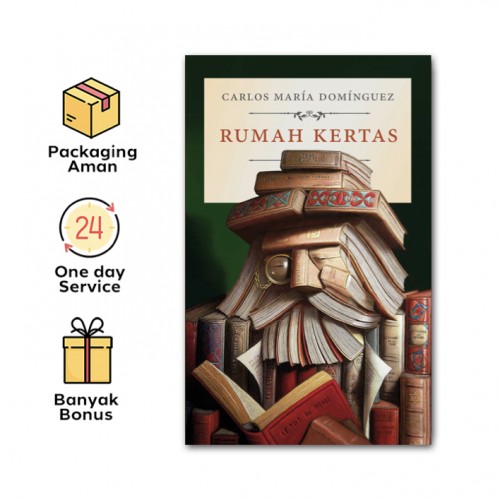 Packaging
Aman
24
One day
Service
Banyak
Bonus
CARLOS MARÍA DOMÍNGUEZ
RUMAH KERTAS